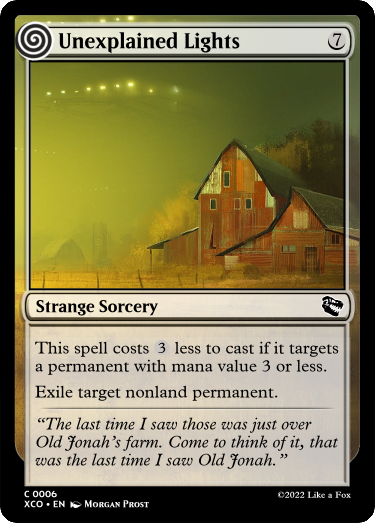 Unexplained Lights 7
Strange Sorcery
This spell costs 3 less to cast if it targets
a permanent with mana value 3 or less.
Exile target nonland permanent.
"The last time I saw those was just over
Old Jonah's farm. Come to think of it, that
was the last time I saw Old Jonah."
C 0006
XCO • EN Morgan Prost
©2022 Like a Fox